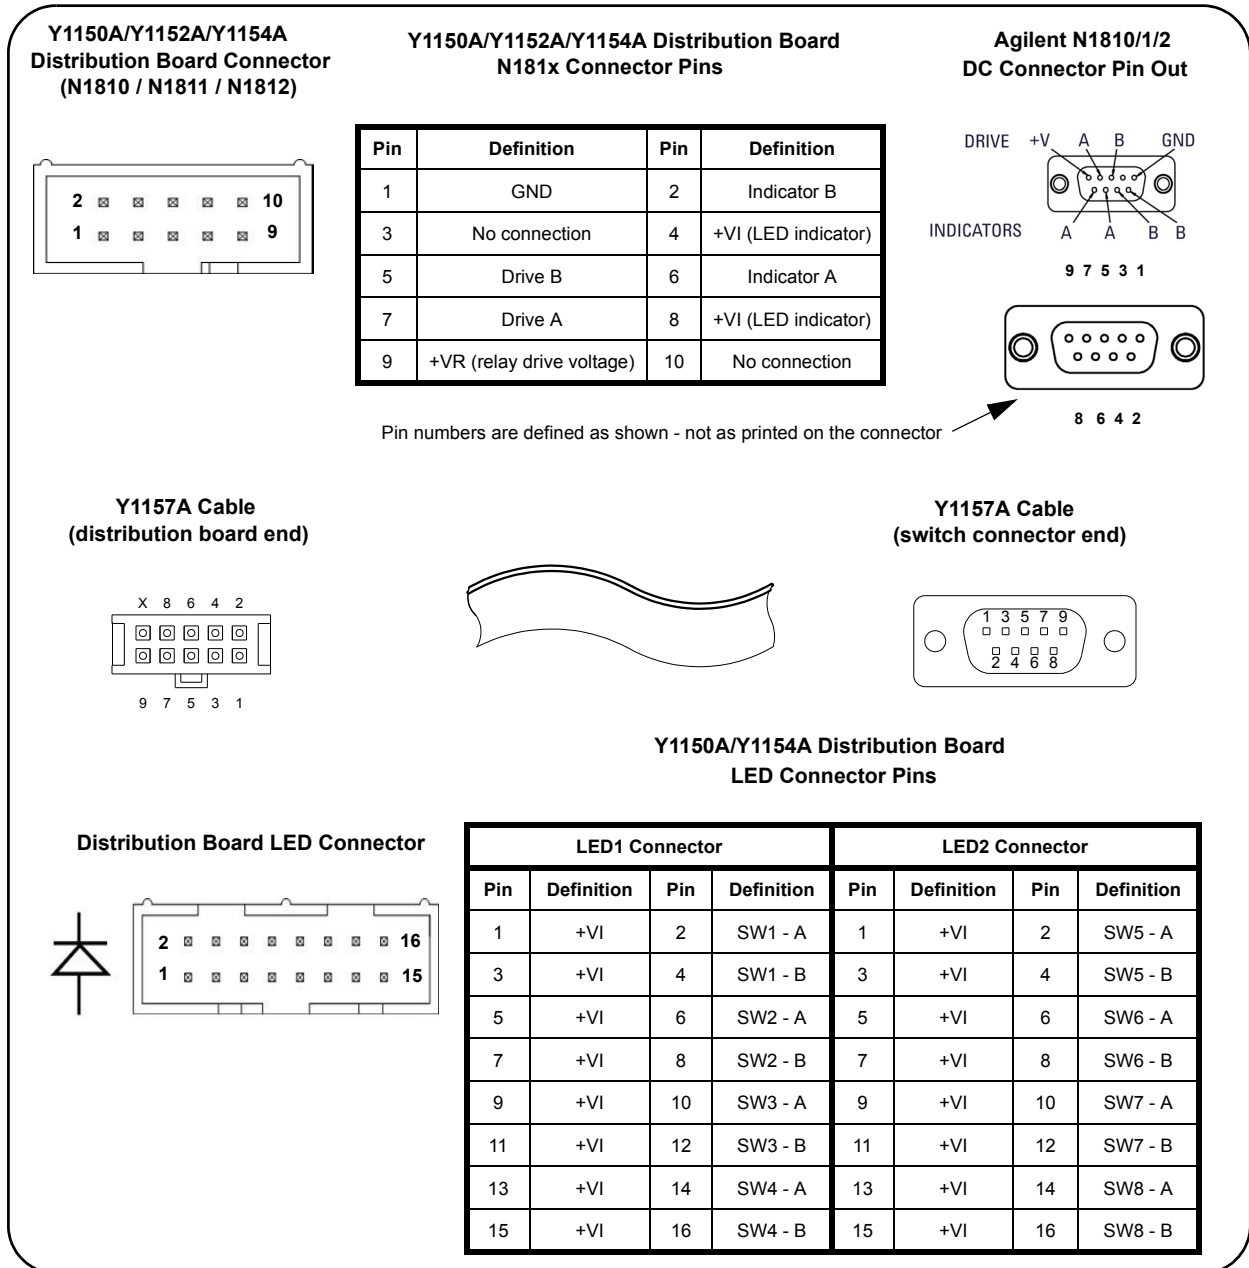 Y1150A/Y1152A/Y1154A
Distribution Board Connector
(N1810 / N1811 / N1812)
Y1150A/Y1152A/Y1154A Distribution Board
N181x Connector Pins
Agilent N1810/1/2
DC Connector Pin Out
2 10
1 9
Pin Definition Pin Definition
1 GND 2 Indicator B
3 No connection 4 +VI (LED indicator)
5 Drive B 6 Indicator A
7 Drive A 8 +VI (LED indicator)
9 +VR (relay drive voltage) 10 No connection
DRIVE +V A B GND
INDICATORS A A B B
9 7 5 3 1
8 6 4 2
Pin numbers are defined as shown - not as printed on the connector
Y1157A Cable
(distribution board end)
X 8 6 4 2
9 7 5 3 1
Y1157A Cable
(switch connector end)
1 3 5 7 9
2 4 6 8
Y1150A/Y1154A Distribution Board
LED Connector Pins
Distribution Board LED Connector
2 16
1 15
LED1 Connector LED2 Connector
Pin Definition Pin Definition Pin Definition Pin Definition
1 +VI 2 SW1 - A 1 +VI 2 SW5 - A
3 +VI 4 SW1 - B 3 +VI 4 SW5 - B
5 +VI 6 SW2 - A 5 +VI 6 SW6 - A
7 +VI 8 SW2 - B 7 +VI 8 SW6 - B
9 +VI 10 SW3 - A 9 +VI 10 SW7 - A
11 +VI 12 SW3 - B 11 +VI 12 SW7 - B
13 +VI 14 SW4 - A 13 +VI 14 SW8 - A
15 +VI 16 SW4 - B 15 +VI 16 SW8 - B